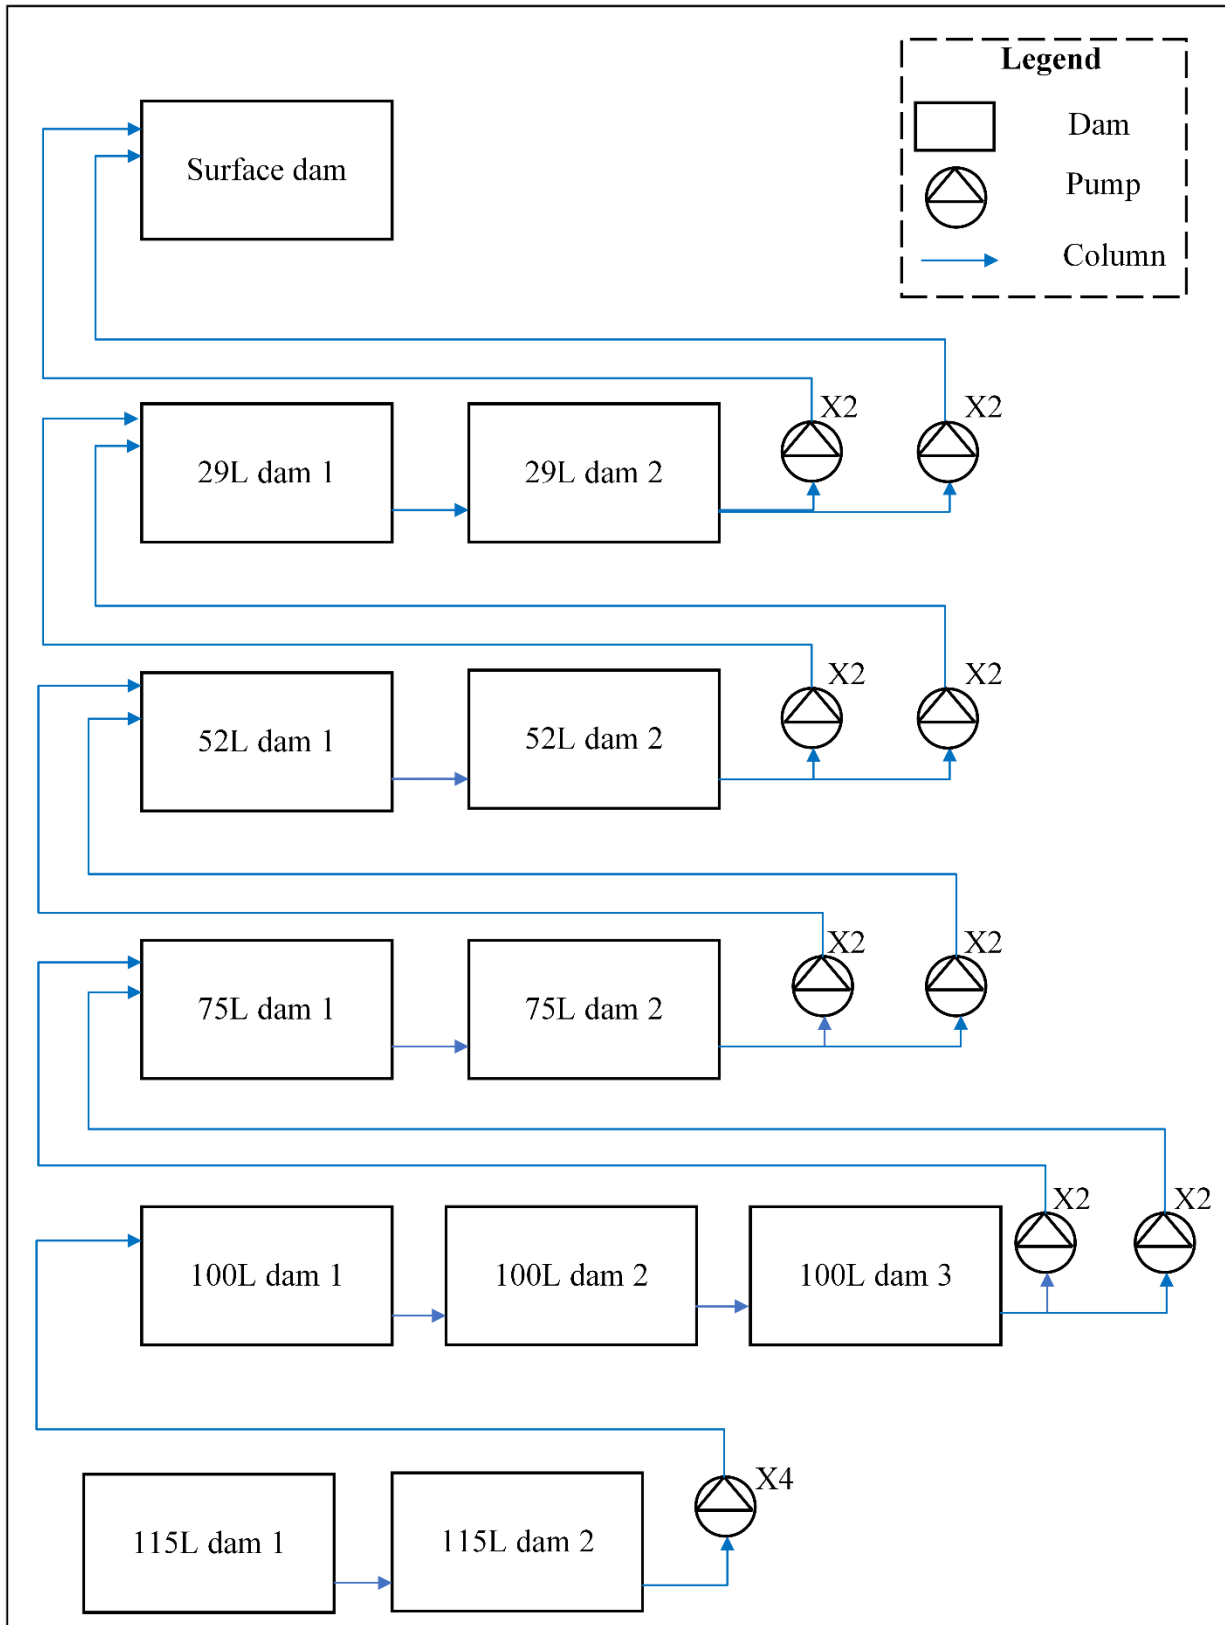 Legend
Dam
Pump
Column
Surface dam
X2
X2
29L dam 1
29L dam 2
X2
X2
52L dam 1
52L dam 2
X2
X2
75L dam 1
75L dam 2
X2
X2
100L dam 1
100L dam 2
100L dam 3
X4
115L dam 1
115L dam 2